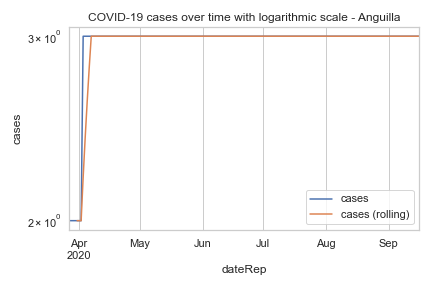 COVID-19 cases over time with logarithmic scale - Anguilla
3 × 10⁰
2 × 10⁰
cases
cases
cases (rolling)
Apr May Jun Jul Aug Sep
2020
dateRep